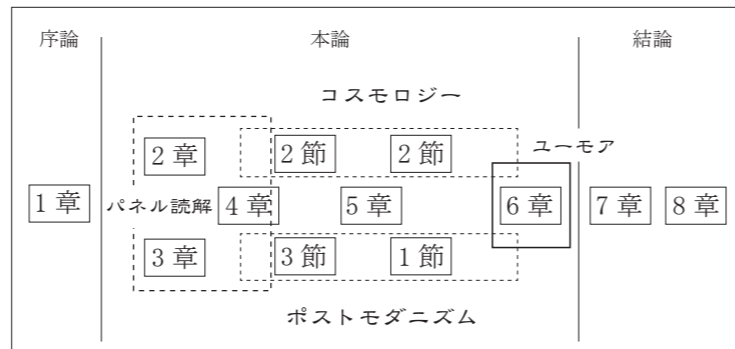 序論 本論 結論
コスモロジー
ユーモア
2章 2節 2節
1章 パネル読解 4章 5章 6章 7章 8章
3章 3節 1節
ポストモダニズム